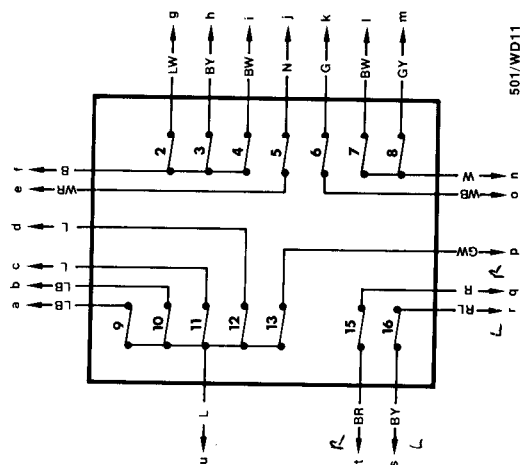 g h i j k l m
LW BY BW N G BW GY
2 3 4 5 6 7 8
f B
e WR
d L
c L
b LB
a LB
9 10 11 12 13
15 16
W n
WB o
GW p
R
R q
RL r
L
L u
BR t
R
BY s
L
501/WD11